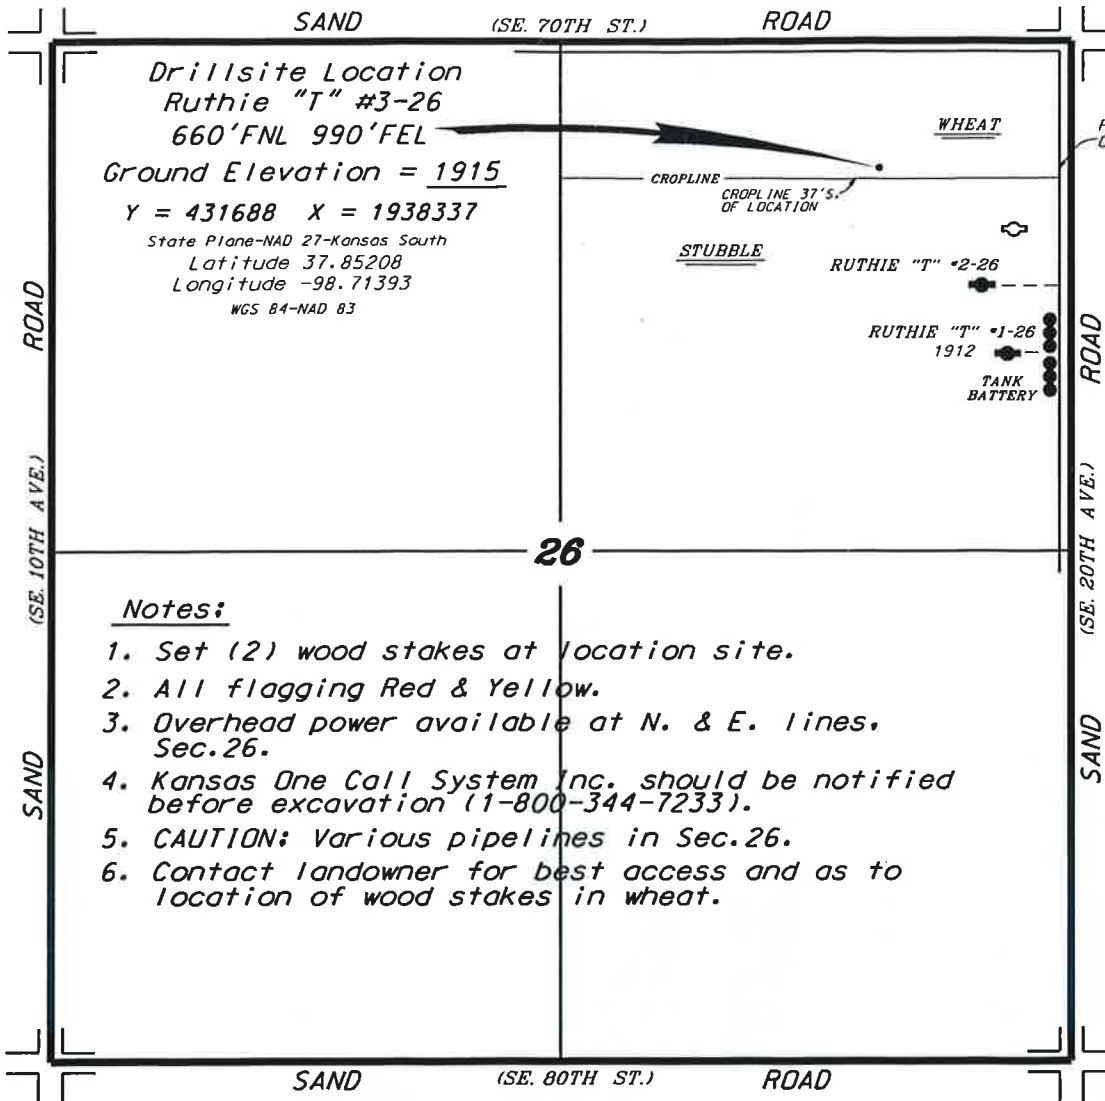 SAND (SE. 70TH ST.) ROAD
Drillsite Location
Ruthie "T" #3-26
660'FNL 990'FEL
Ground Elevation = 1915
Y = 431688 X = 1938337
State Plane-NAD 27-Kansas South
Latitude 37.85208
Longitude -98.71393
WGS 84-NAD 83
WHEAT
CROPLINE
CROPLINE 37'S.
OF LOCATION
STUBBLE
RUTHIE "T" #2-26
RUTHIE "T" #1-26
1912
TANK
BATTERY
ROAD
(SE. 10TH AVE.)
SAND
ROAD
(SE. 20TH AVE.)
SAND
26
Notes:
1. Set (2) wood stakes at location site.
2. All flagging Red & Yellow.
3. Overhead power available at N. & E. lines,
Sec.26.
4. Kansas One Call System Inc. should be notified
before excavation (1-800-344-7233).
5. CAUTION: Various pipelines in Sec.26.
6. Contact landowner for best access and as to
location of wood stakes in wheat.
SAND (SE. 80TH ST.) ROAD